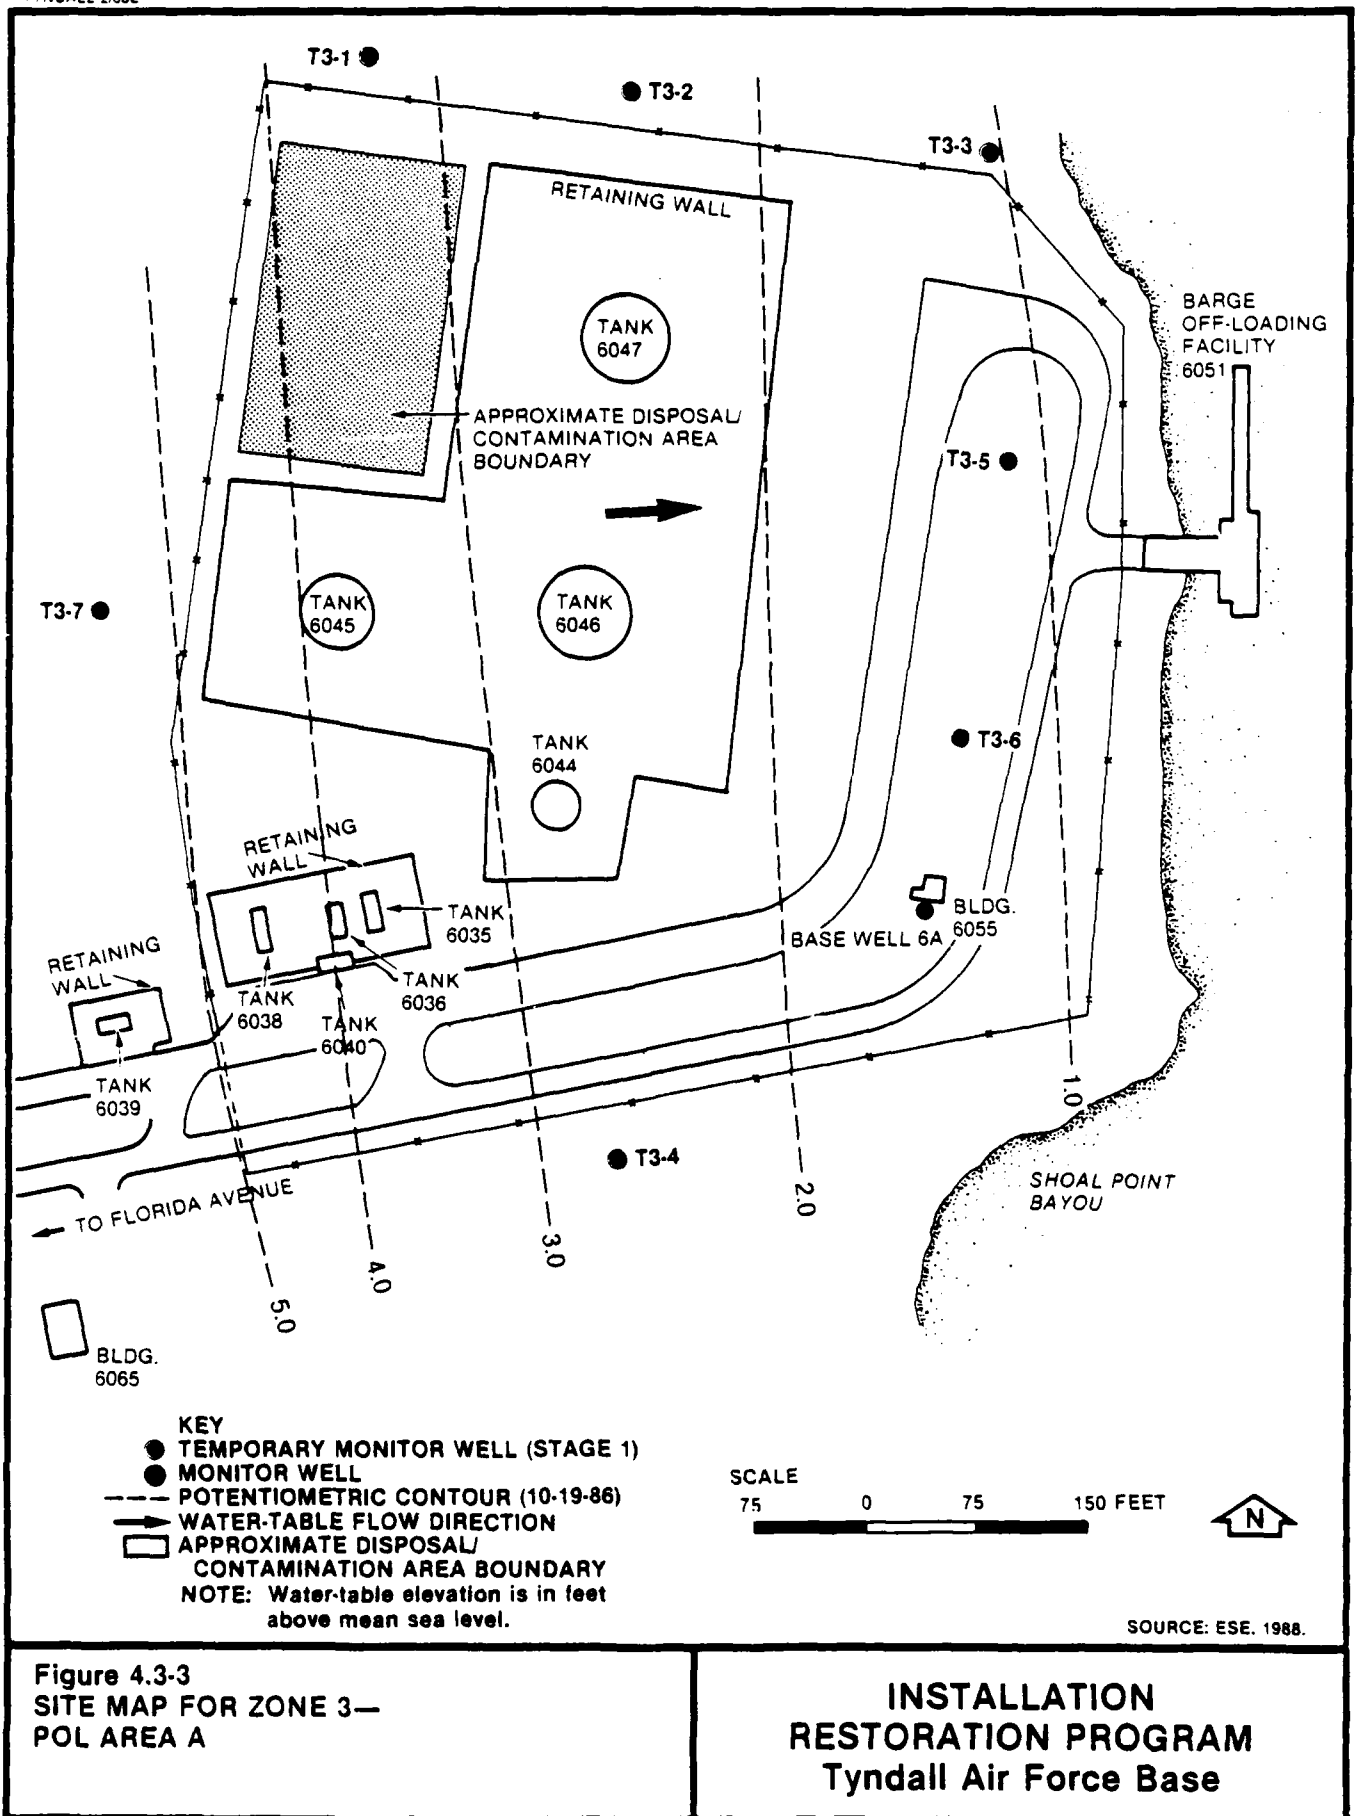 T3-1
T3-2
T3-3
RETAINING WALL
BARGE
OFF-LOADING
FACILITY
6051
TANK
6047
APPROXIMATE DISPOSAL/
CONTAMINATION AREA
BOUNDARY
T3-5
T3-7
TANK
6045
TANK
6046
T3-6
TANK
6044
RETAINING
WALL
TANK
6035
BLDG.
6055
BASE WELL 6A
RETAINING
WALL
TANK
6036
TANK
6038
TANK
6040
TANK
6039
1.0
T3-4
SHOAL POINT
BAYOU
2.0
TO FLORIDA AVENUE
3.0
4.0
5.0
BLDG.
6065
KEY
TEMPORARY MONITOR WELL (STAGE 1)
MONITOR WELL
POTENTIOMETRIC CONTOUR (10-19-86)
WATER-TABLE FLOW DIRECTION
APPROXIMATE DISPOSAL/
CONTAMINATION AREA BOUNDARY
NOTE: Water-table elevation is in feet
above mean sea level.
SCALE
75 0 75 150 FEET
N
SOURCE: ESE. 1988.
Figure 4.3-3
SITE MAP FOR ZONE 3—
POL AREA A
INSTALLATION
RESTORATION PROGRAM
Tyndall Air Force Base